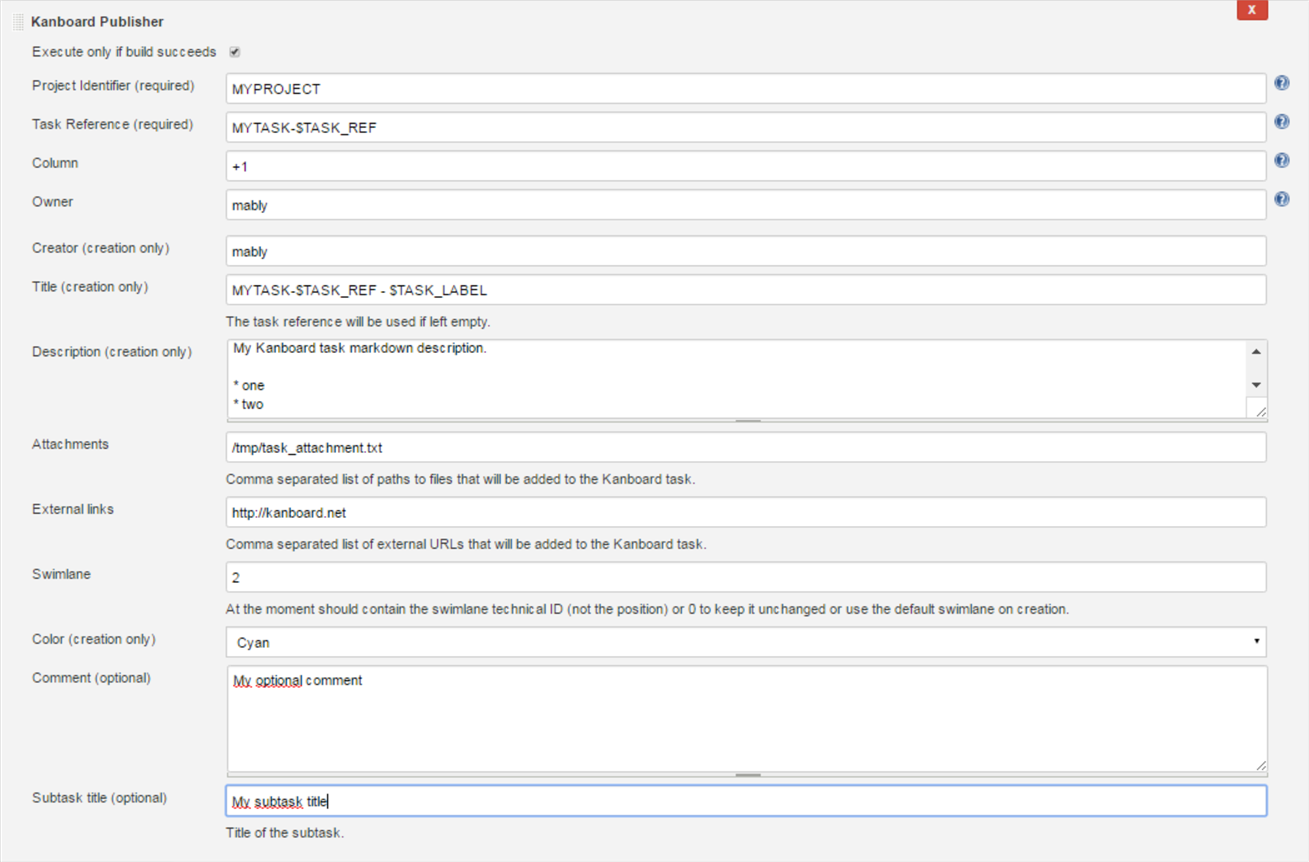 Kanboard Publisher
X
Execute only if build succeeds
Project Identifier (required)
MYPROJECT
?
Task Reference (required)
MYTASK-$TASK_REF
?
Column
+1
?
Owner
mably
?
Creator (creation only)
mably
Title (creation only)
MYTASK-$TASK_REF - $TASK_LABEL
The task reference will be used if left empty.
Description (creation only)
My Kanboard task markdown description.
* one
* two
Attachments
/tmp/task_attachment.txt
Comma separated list of paths to files that will be added to the Kanboard task.
External links
http://kanboard.net
Comma separated list of external URLs that will be added to the Kanboard task.
Swimlane
2
At the moment should contain the swimlane technical ID (not the position) or 0 to keep it unchanged or use the default swimlane on creation.
Color (creation only)
Cyan
Comment (optional)
My optional comment
Subtask title (optional)
My subtask title
Title of the subtask.